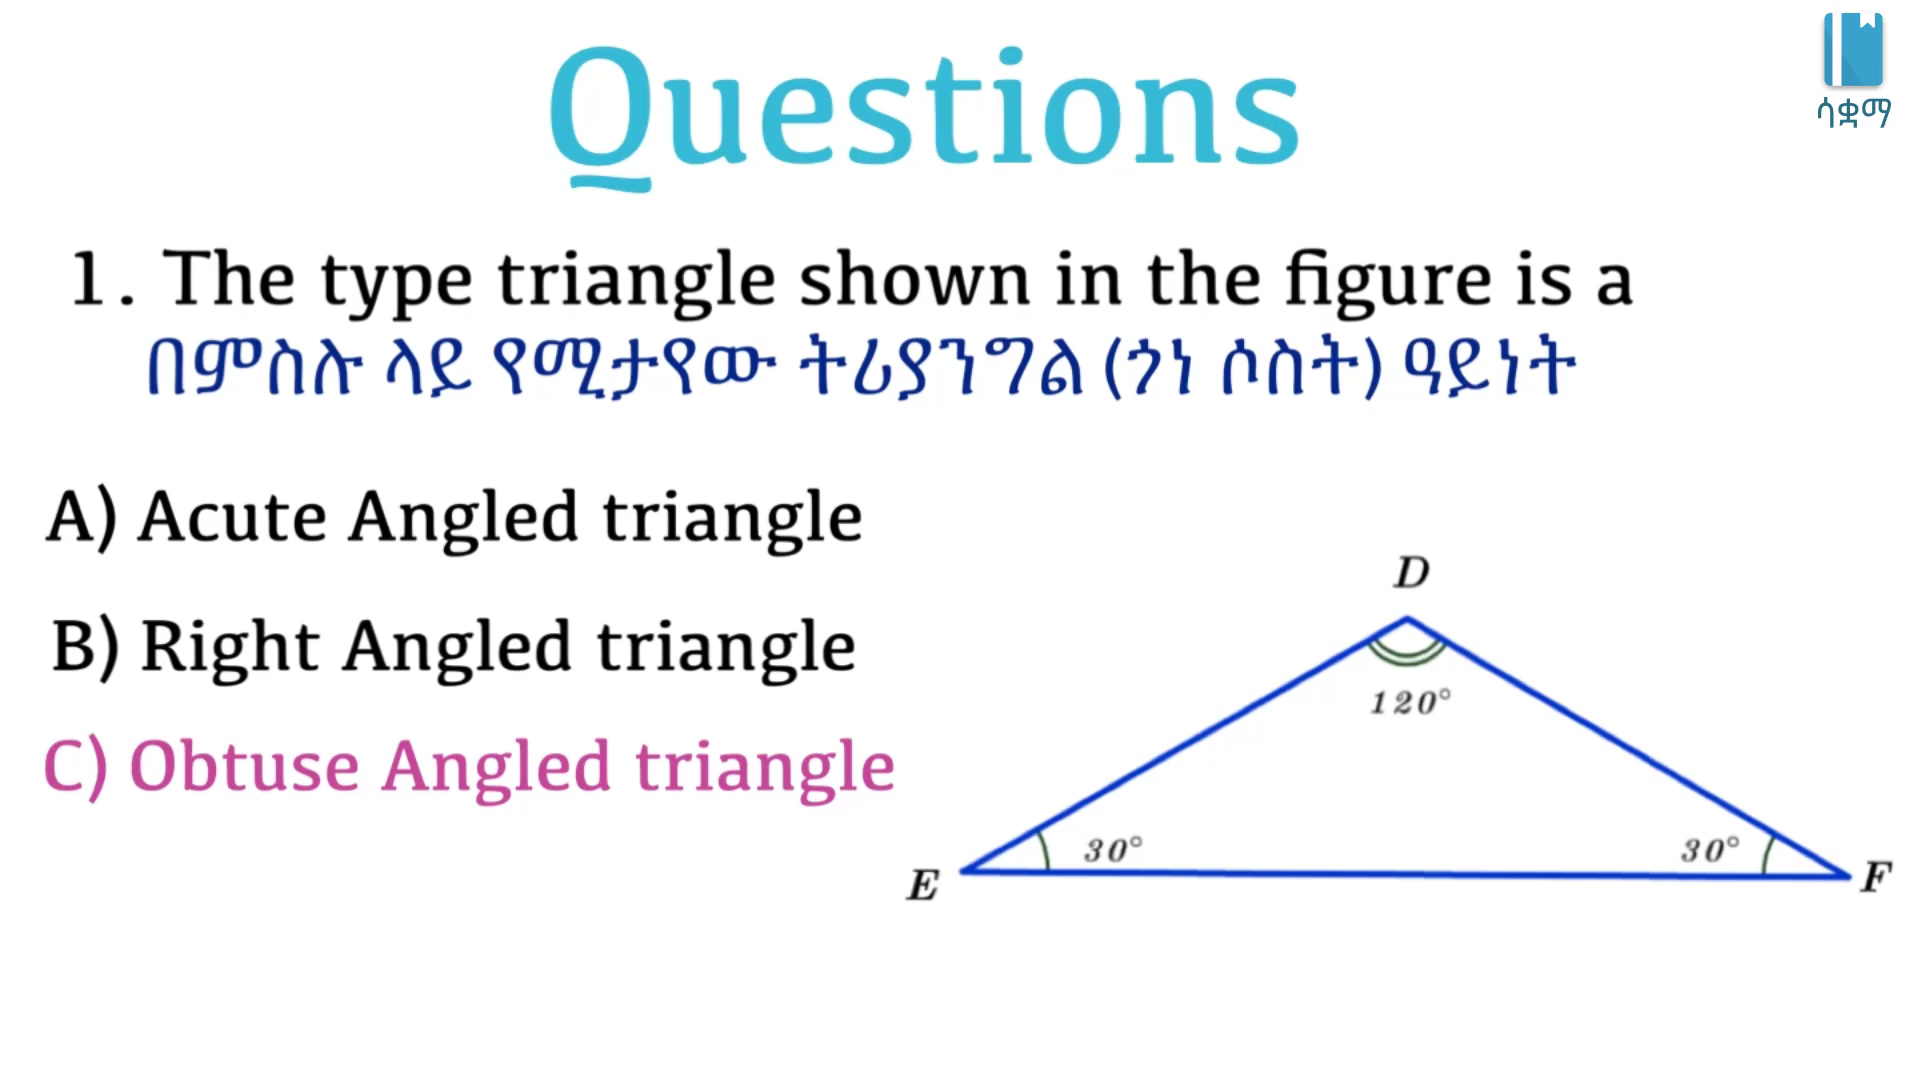 Questions
ሳቋማ
1. The type triangle shown in the figure is a
በምስሉ ላይ የሚታየው ትሪያንግል (ጎነ ሶስት) ዓይነት
A) Acute Angled triangle
B) Right Angled triangle
C) Obtuse Angled triangle
D
120°
30°
30°
E
F